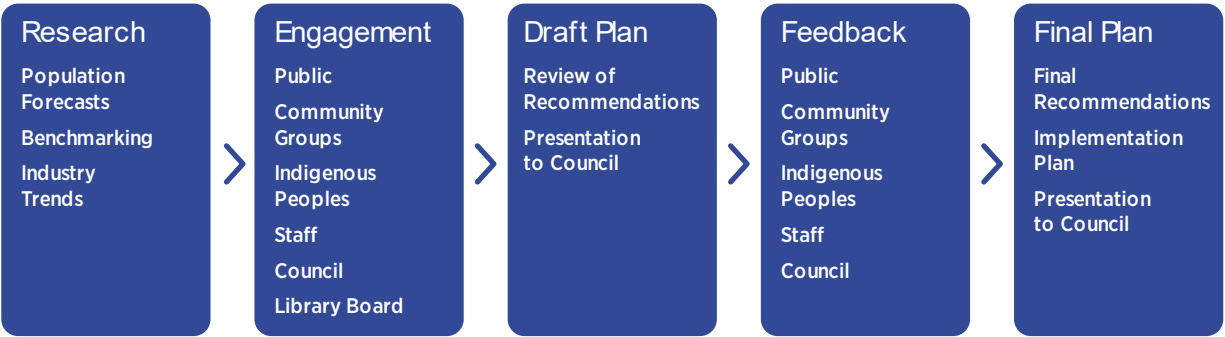 Research
Population
Forecasts
Benchmarking
Industry
Trends
Engagement
Public
Community
Groups
Indigenous
Peoples
Staff
Council
Library Board
Draft Plan
Review of
Recommendations
Presentation
to Council
Feedback
Public
Community
Groups
Indigenous
Peoples
Staff
Council
Final Plan
Final
Recommendations
Implementation
Plan
Presentation
to Council